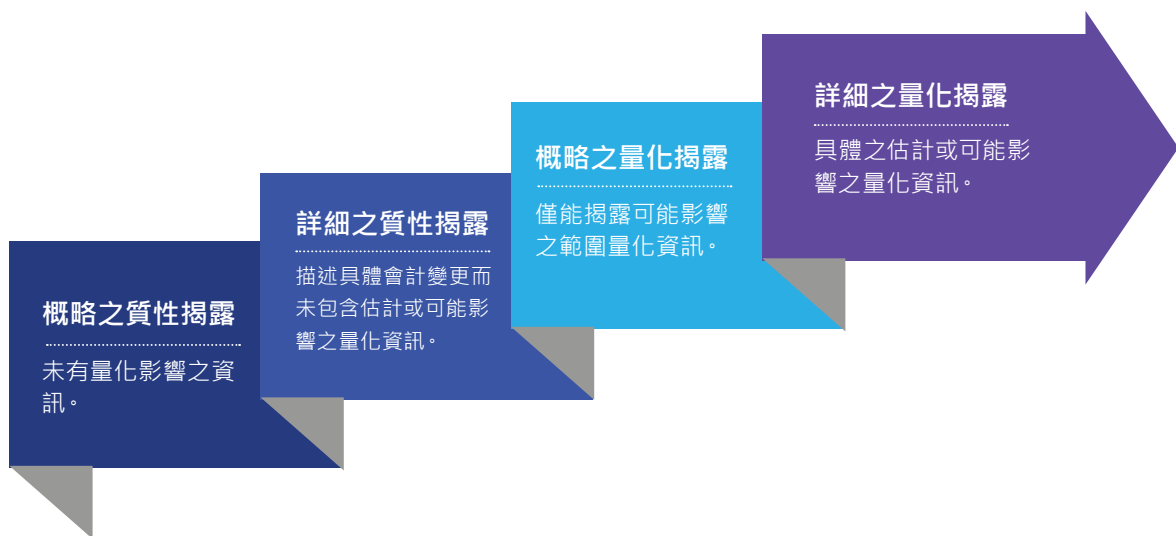 概略之質性揭露
未有量化影響之資
訊。
詳細之質性揭露
描述具體會計變更而
未包含估計或可能影
響之量化資訊。
概略之量化揭露
僅能揭露可能影響
之範圍量化資訊。
詳細之量化揭露
具體之估計或可能影
響之量化資訊。